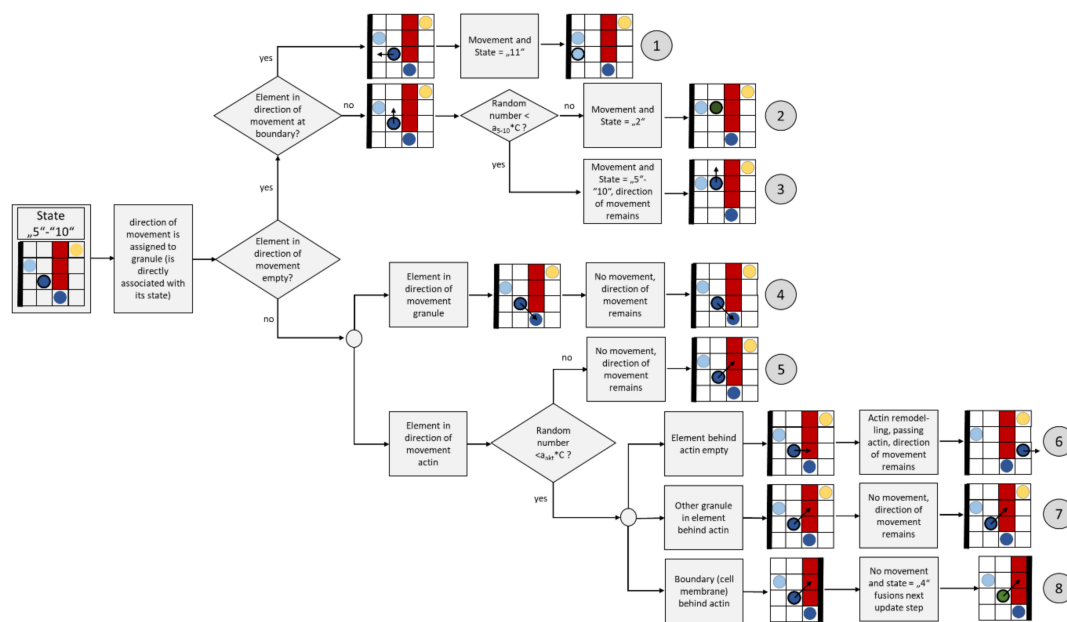 Movement and
State = „11“
1
yes
Element in
direction of
movement at
boundary?
no
Random
number <
a5-10*C ?
no
Movement and
State = „2“
2
yes
Movement and
State = „5“-
“10“, direction
of movement
remains
3
yes
State
„5“-“10“
direction of
movement is
assigned to
granule (is
directly
associated with
its state)
Element in
direction of
movement
empty?
no
Element in
direction of
movement
granule
No movement,
direction of
movement
remains
4
no
No movement,
direction of
movement
remains
5
Element in
direction of
movement
actin
Random
number
<aakt*C ?
yes
Element behind
actin empty
Actin remodel-
ling, passing
actin, direction
of movement
remains
6
Other granule
in element
behind actin
No movement,
direction of
movement
remains
7
Boundary (cell
membrane)
behind actin
No movement
and state = „4“
fusions next
update step
8